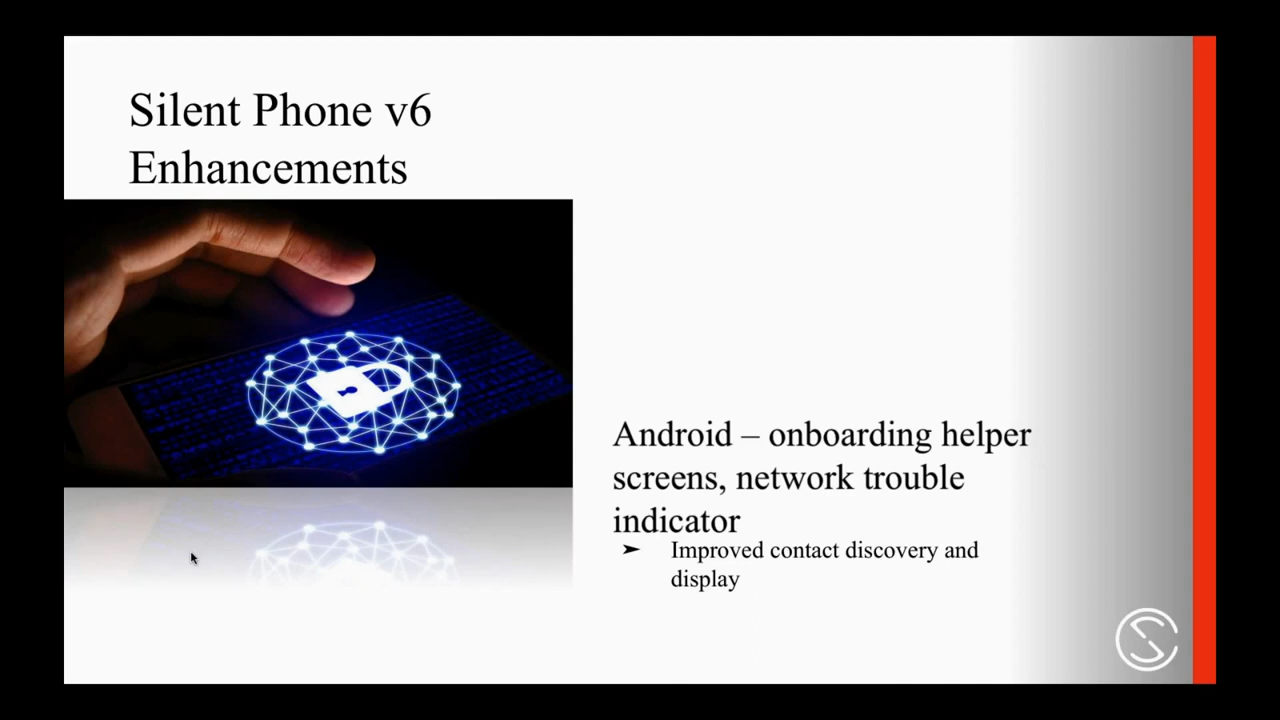 Silent Phone v6
Enhancements
Android – onboarding helper
screens, network trouble
indicator
➤ Improved contact discovery and
display